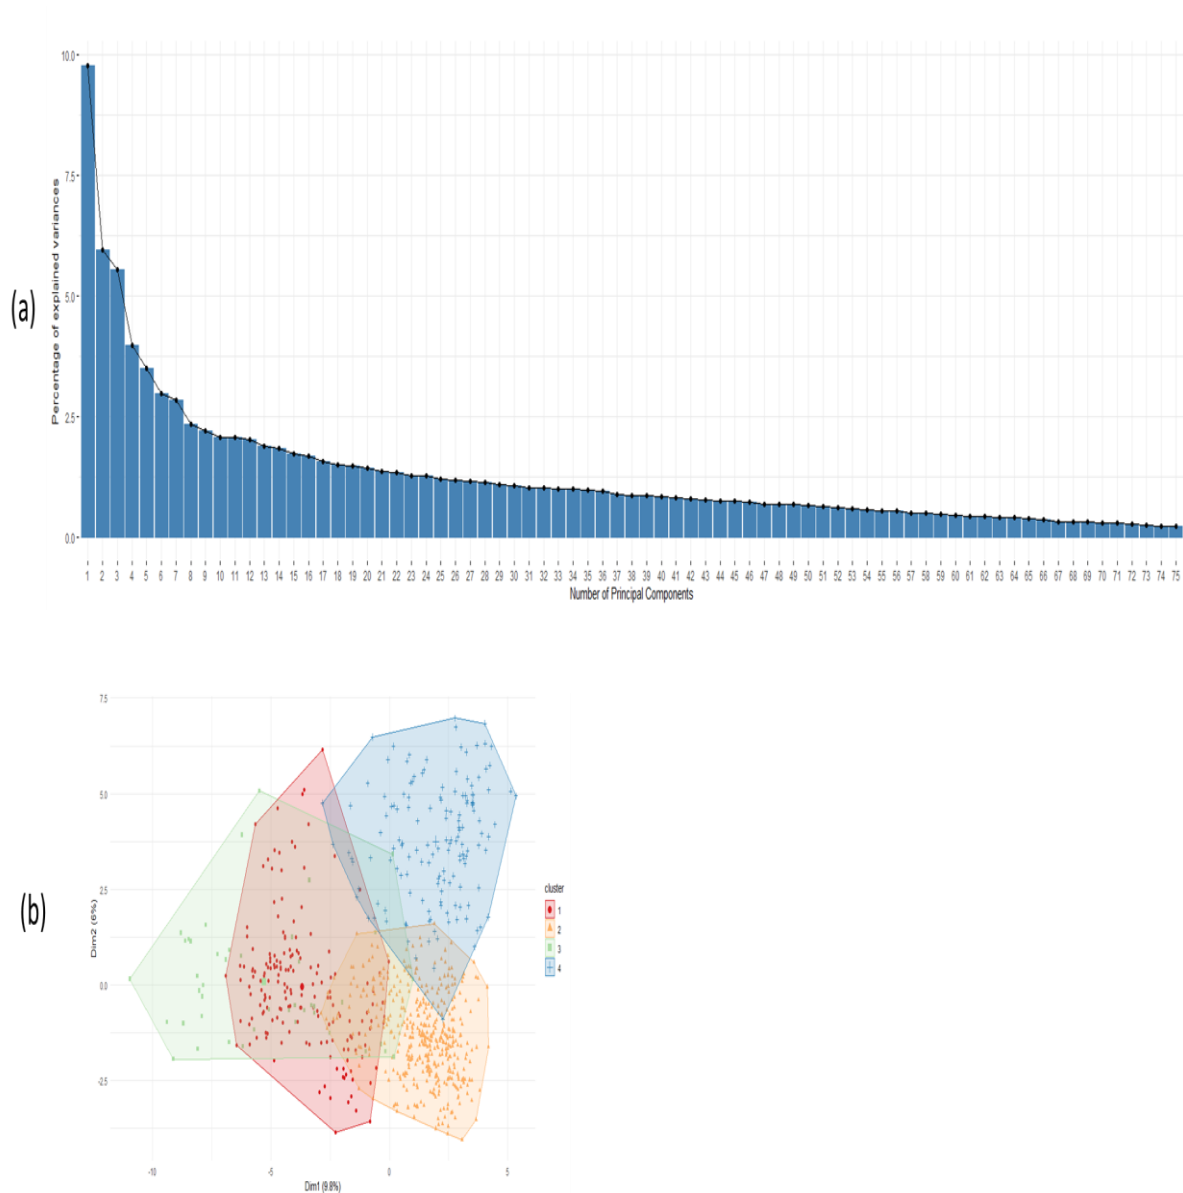 10.0
7.5
5.0
2.5
0.0
Percentage of explained variances
(a)
1 2 3 4 5 6 7 8 9 10 11 12 13 14 15 16 17 18 19 20 21 22 23 24 25 26 27 28 29 30 31 32 33 34 35 36 37 38 39 40 41 42 43 44 45 46 47 48 49 50 51 52 53 54 55 56 57 58 59 60 61 62 63 64 65 66 67 68 69 70 71 72 73 74 75
Number of Principal Components
7.5
5.0
2.5
0.0
-2.5
Dim2 (6%)
(b)
-10 -5 0 5
Dim1 (9.8%)
cluster
1
2
3
4